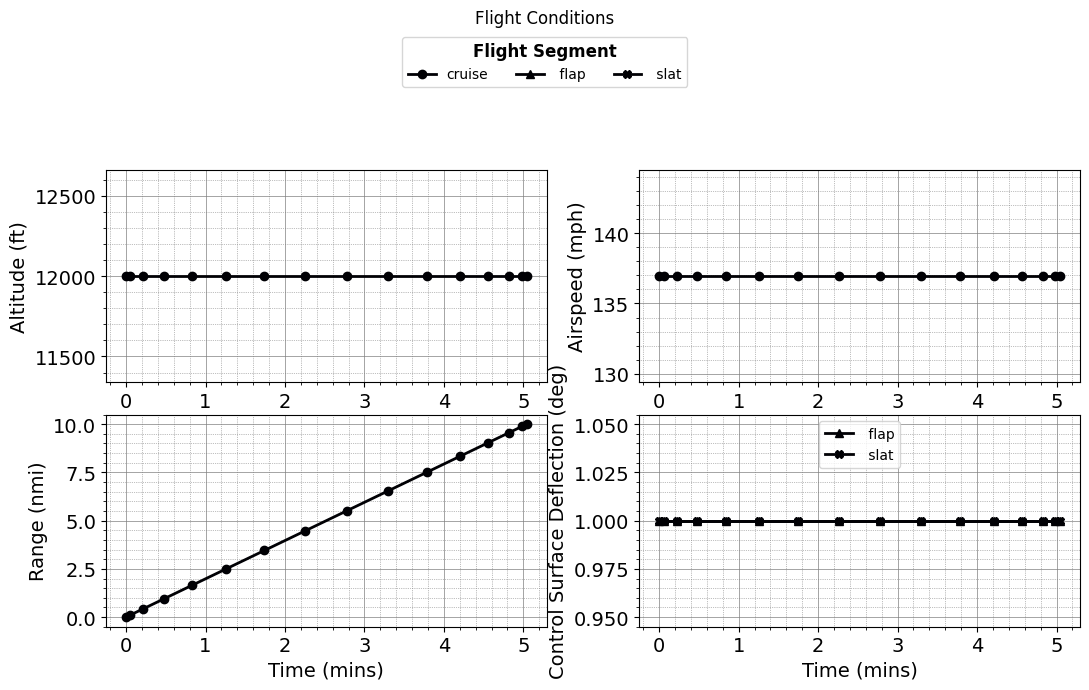 Flight Conditions
Flight Segment
cruise flap slat
Altitude (ft)
12500
12000
11500
0 1 2 3 4 5
Airspeed (mph)
140
135
130
0 1 2 3 4 5
Range (nmi)
10.0
7.5
5.0
2.5
0.0
0 1 2 3 4 5
Time (mins)
Control Surface Deflection (deg)
flap
slat
1.050
1.025
1.000
0.975
0.950
0 1 2 3 4 5
Time (mins)